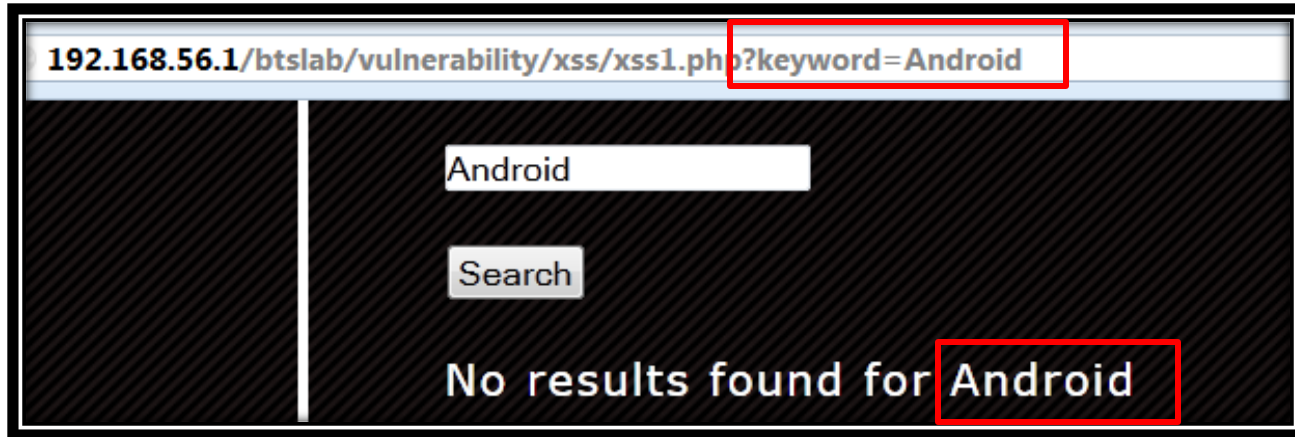 192.168.56.1/btslab/vulnerability/xss/xss1.php?keyword=Android
Android
Search
No results found for Android